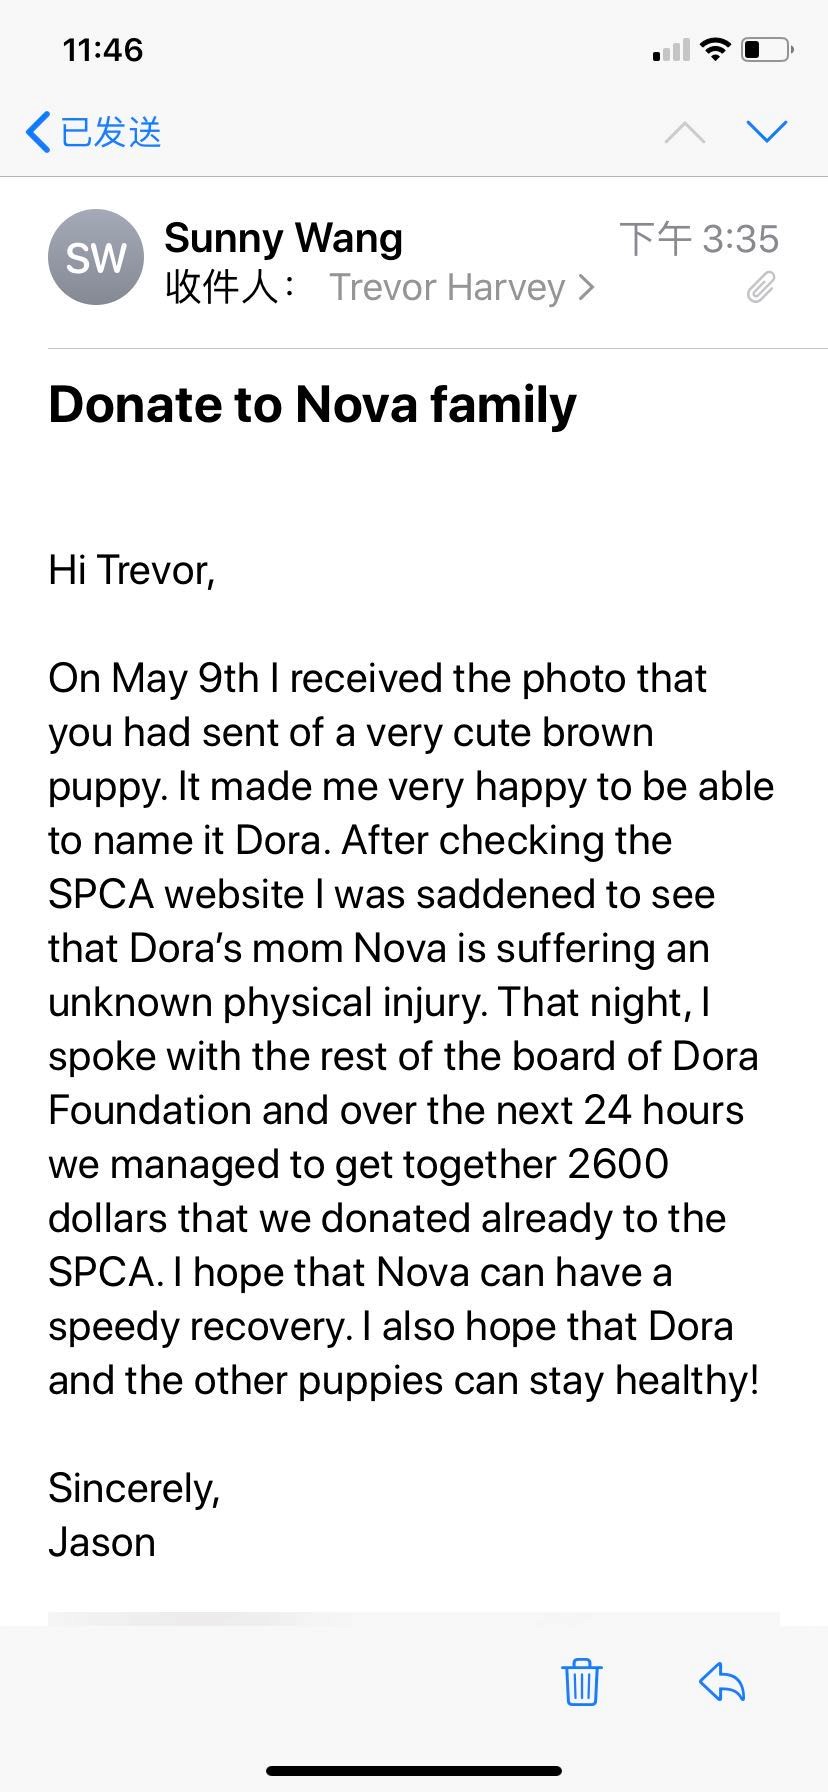 11:46
已发送
Sunny Wang
下午 3:35
SW
收件人： Trevor Harvey
Donate to Nova family
Hi Trevor,
On May 9th I received the photo that
you had sent of a very cute brown
puppy. It made me very happy to be able
to name it Dora. After checking the
SPCA website I was saddened to see
that Dora’s mom Nova is suffering an
unknown physical injury. That night, I
spoke with the rest of the board of Dora
Foundation and over the next 24 hours
we managed to get together 2600
dollars that we donated already to the
SPCA. I hope that Nova can have a
speedy recovery. I also hope that Dora
and the other puppies can stay healthy!
Sincerely,
Jason